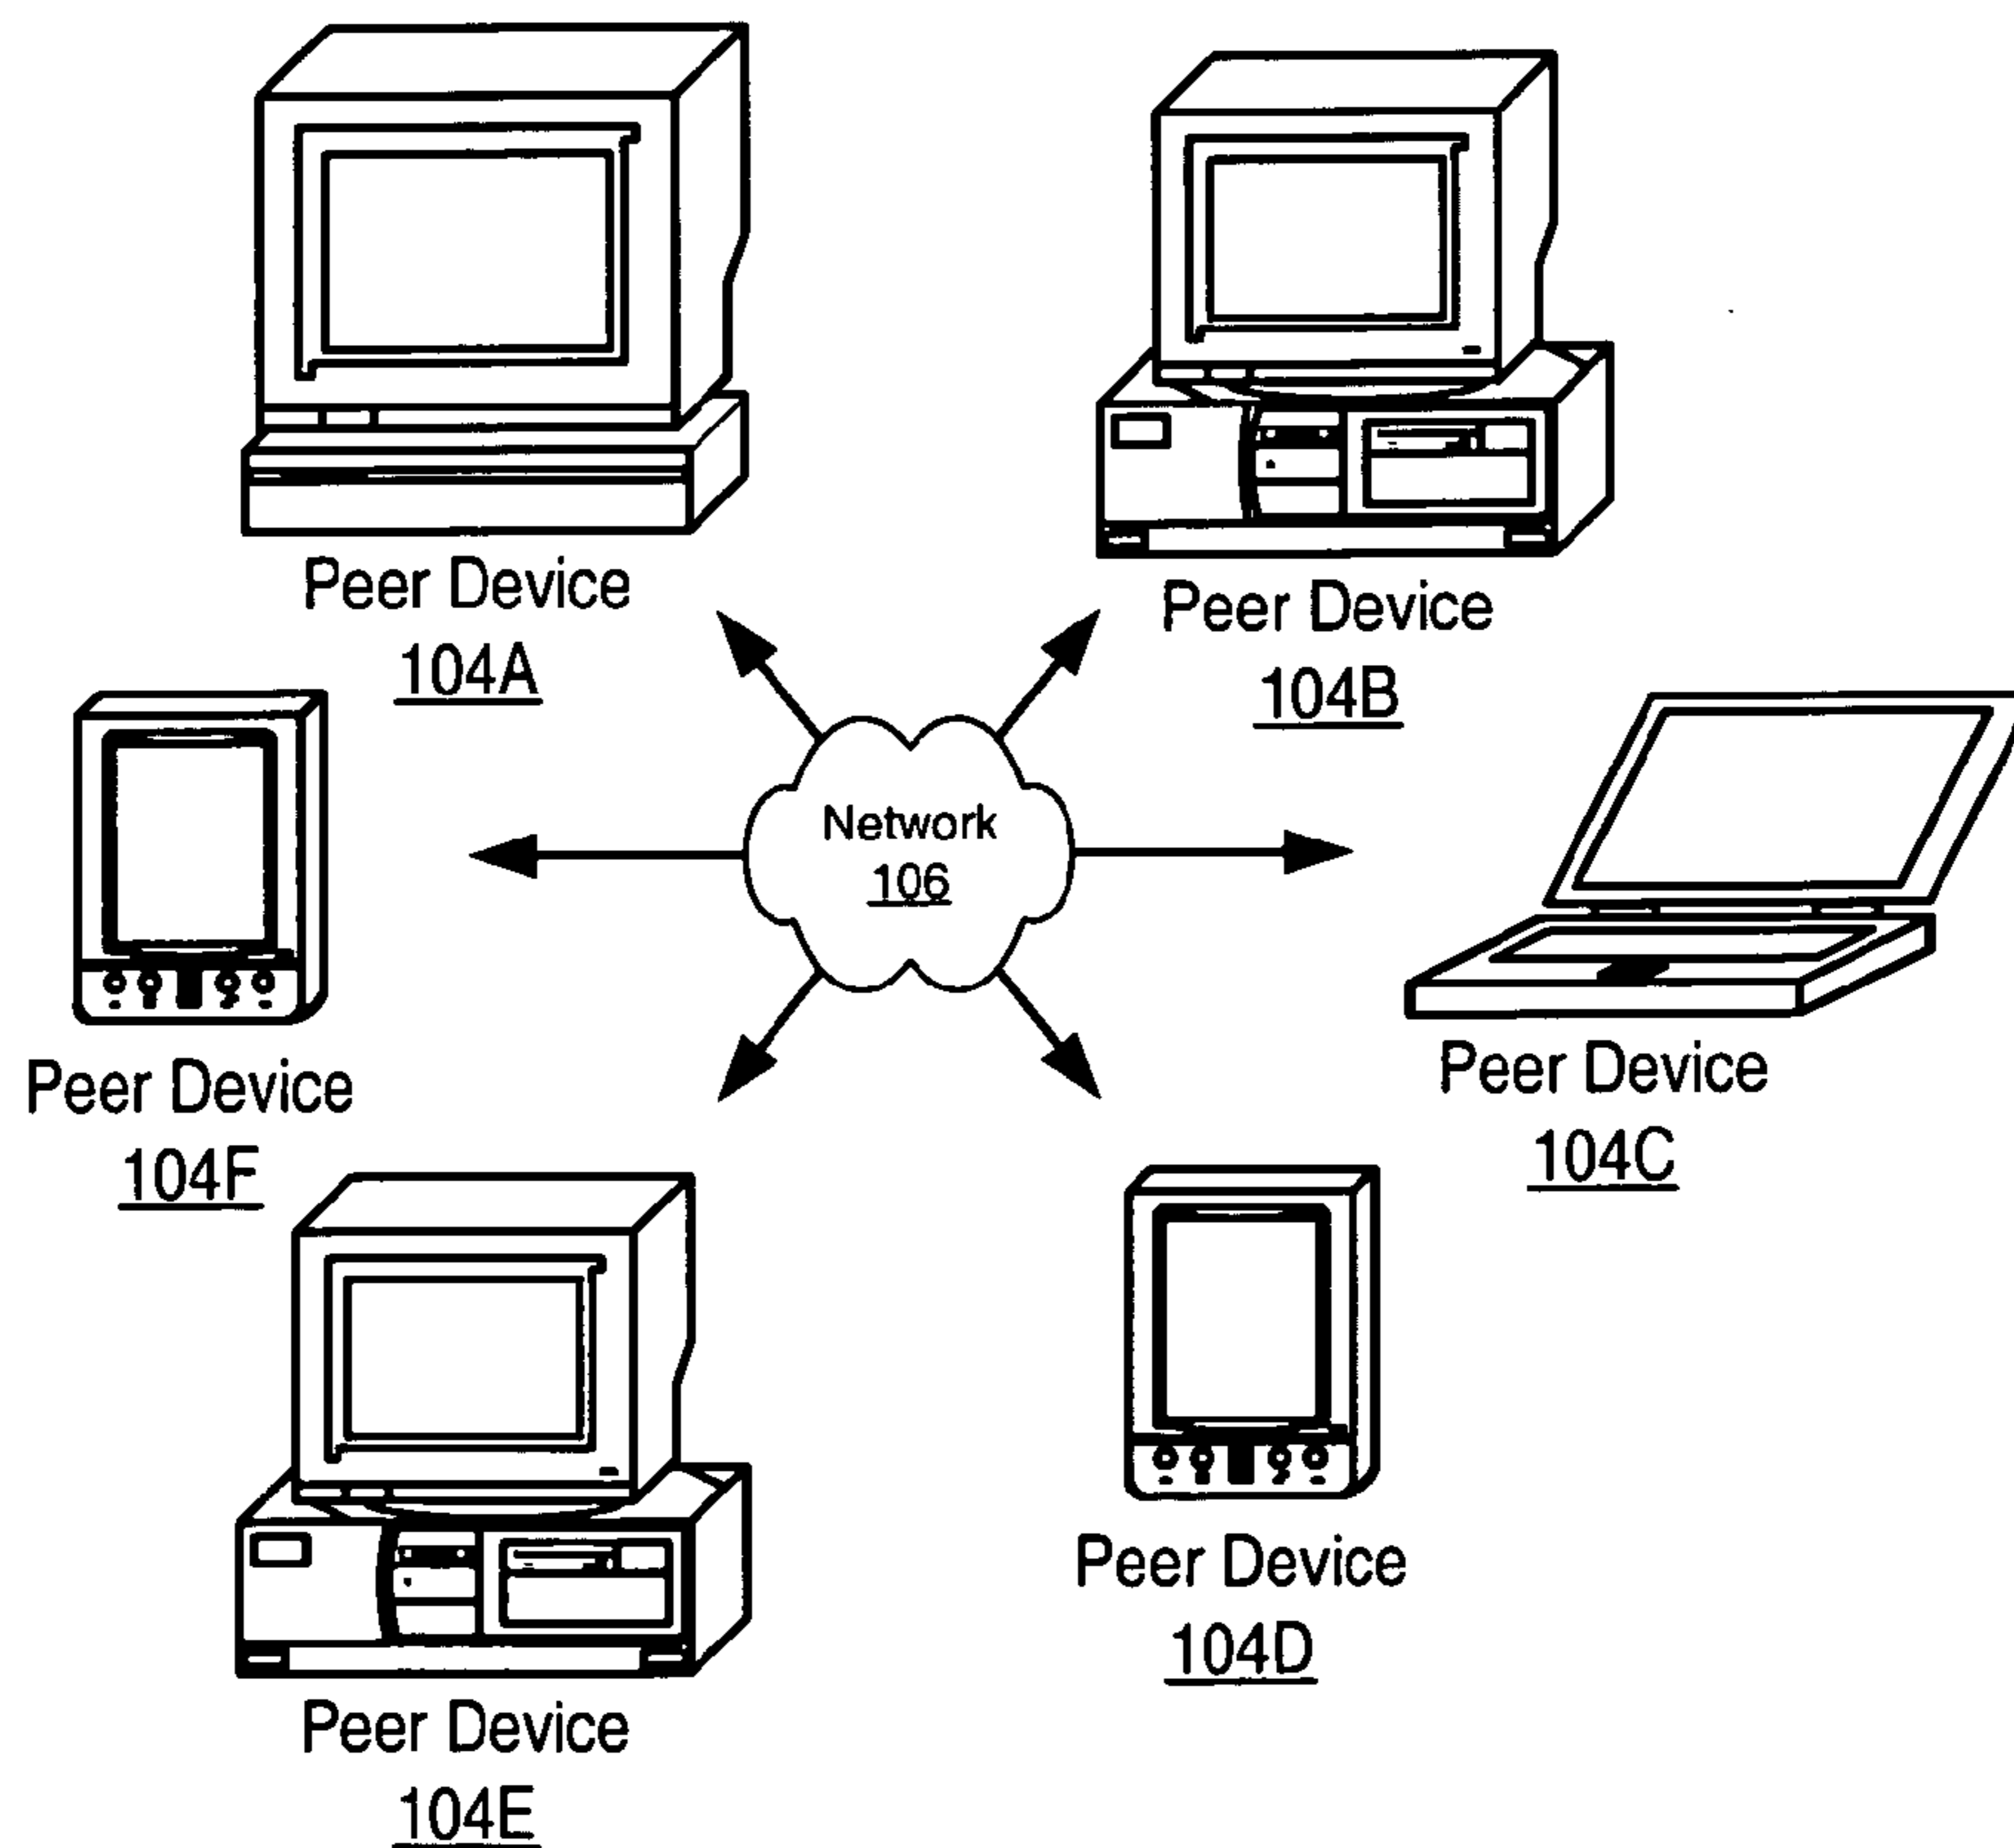 Peer Device
104A
Peer Device
104B
Network
106
Peer Device
104F
Peer Device
104C
Peer Device
104D
Peer Device
104E